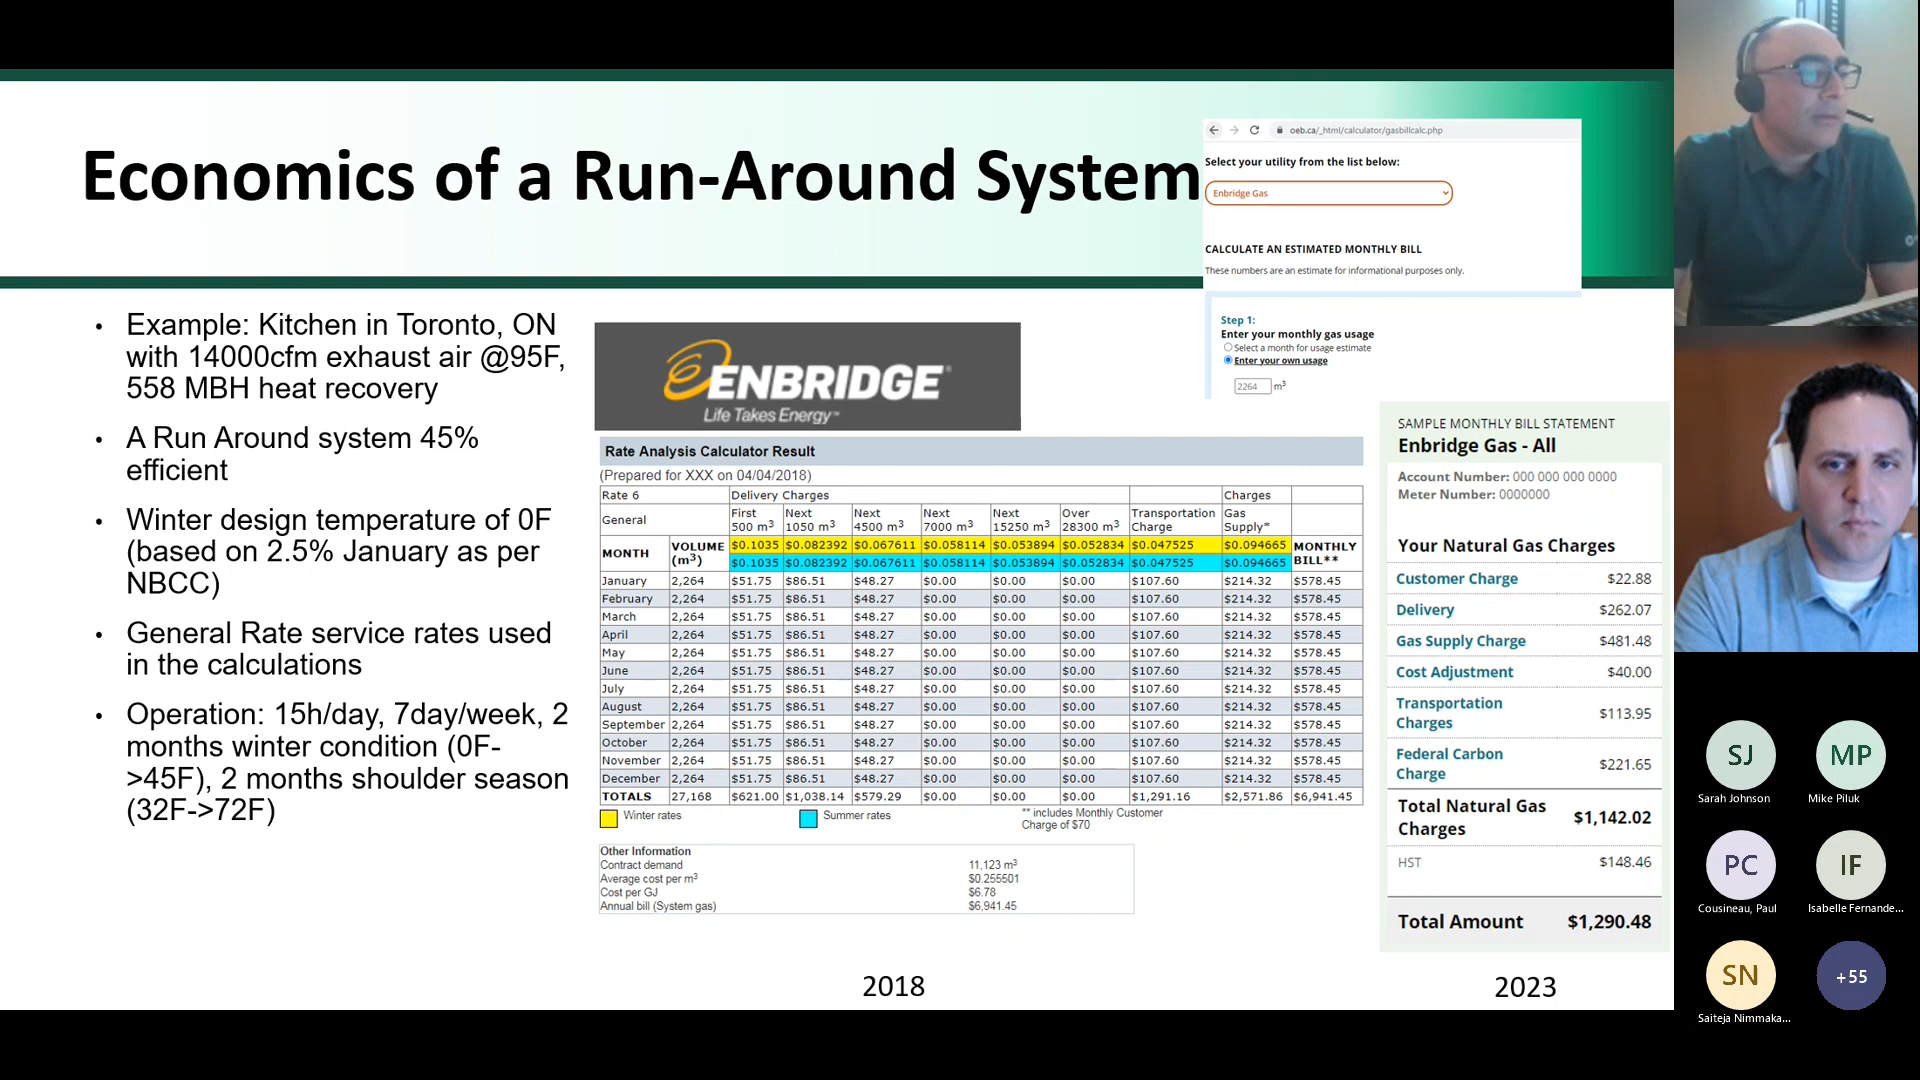 Economics of a Run-Around System
oeb.ca/_html/calculator/gasbillcalc.php
Select your utility from the list below:
Enbridge Gas
CALCULATE AN ESTIMATED MONTHLY BILL
These numbers are an estimate for informational purposes only.
Step 1:
Enter your monthly gas usage
Select a month for usage estimate
Enter your own usage
2264 m³
• Example: Kitchen in Toronto, ON
with 14000cfm exhaust air @95F,
558 MBH heat recovery
• A Run Around system 45%
efficient
• Winter design temperature of 0F
(based on 2.5% January as per
NBCC)
• General Rate service rates used
in the calculations
• Operation: 15h/day, 7day/week, 2
months winter condition (0F-
>45F), 2 months shoulder season
(32F->72F)
ENBRIDGE®
Life Takes Energy™
Rate Analysis Calculator Result
(Prepared for XXX on 04/04/2018)
Rate 6 Delivery Charges Charges
General First 500 m³ Next 1050 m³ Next 4500 m³ Next 7000 m³ Next 15250 m³ Over 28300 m³ Transportation Charge Gas Supply*
MONTH VOLUME (m³) $0.1035 $0.082392 $0.067611 $0.058114 $0.053894 $0.052834 $0.047525 $0.094665 MONTHLY BILL**
$0.1035 $0.082392 $0.067611 $0.058114 $0.053894 $0.052834 $0.047525 $0.094665
January 2,264 $51.75 $86.51 $48.27 $0.00 $0.00 $0.00 $107.60 $214.32 $578.45
February 2,264 $51.75 $86.51 $48.27 $0.00 $0.00 $0.00 $107.60 $214.32 $578.45
March 2,264 $51.75 $86.51 $48.27 $0.00 $0.00 $0.00 $107.60 $214.32 $578.45
April 2,264 $51.75 $86.51 $48.27 $0.00 $0.00 $0.00 $107.60 $214.32 $578.45
May 2,264 $51.75 $86.51 $48.27 $0.00 $0.00 $0.00 $107.60 $214.32 $578.45
June 2,264 $51.75 $86.51 $48.27 $0.00 $0.00 $0.00 $107.60 $214.32 $578.45
July 2,264 $51.75 $86.51 $48.27 $0.00 $0.00 $0.00 $107.60 $214.32 $578.45
August 2,264 $51.75 $86.51 $48.27 $0.00 $0.00 $0.00 $107.60 $214.32 $578.45
September 2,264 $51.75 $86.51 $48.27 $0.00 $0.00 $0.00 $107.60 $214.32 $578.45
October 2,264 $51.75 $86.51 $48.27 $0.00 $0.00 $0.00 $107.60 $214.32 $578.45
November 2,264 $51.75 $86.51 $48.27 $0.00 $0.00 $0.00 $107.60 $214.32 $578.45
December 2,264 $51.75 $86.51 $48.27 $0.00 $0.00 $0.00 $107.60 $214.32 $578.45
TOTALS 27,168 $621.00 $1,038.14 $579.29 $0.00 $0.00 $0.00 $1,291.16 $2,571.86 $6,941.45
Winter rates Summer rates ** includes Monthly Customer
Charge of $70
Other Information
Contract demand 11,123 m³
Average cost per m³ $0.255501
Cost per GJ $6.78
Annual bill (System gas) $6,941.45
2018
SAMPLE MONTHLY BILL STATEMENT
Enbridge Gas - All
Account Number: 000 000 000 0000
Meter Number: 0000000
Your Natural Gas Charges
Customer Charge $22.88
Delivery $262.07
Gas Supply Charge $481.48
Cost Adjustment $40.00
Transportation
Charges $113.95
Federal Carbon
Charge $221.65
Total Natural Gas
Charges $1,142.02
HST $148.46
Total Amount $1,290.48
2023
SJ MP
Sarah Johnson Mike Piluk
PC IF
Cousineau, Paul Isabelle Fernande...
SN +55
Saiteja Nimmaka...